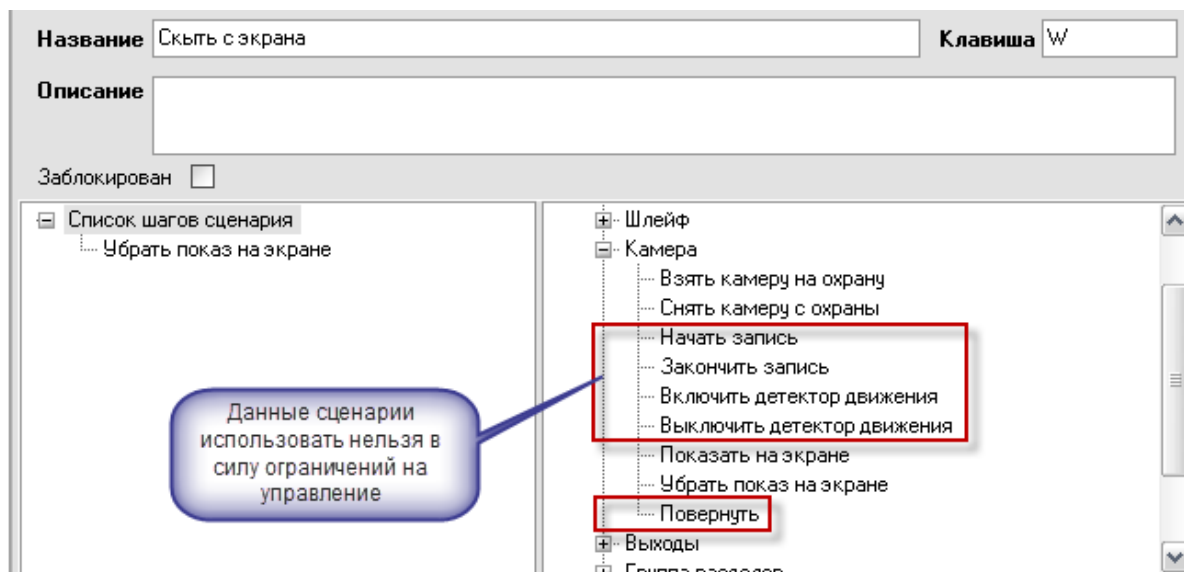 Название Скыть с экрана Клавиша W
Описание
Заблокирован
Список шагов сценария
Убрать показ на экране
Шлейф
Камера
Взять камеру на охрану
Снять камеру с охраны
Начать запись
Закончить запись
Включить детектор движения
Выключить детектор движения
Показать на экране
Убрать показ на экране
Повернуть
Выходы
Данные сценарии
использовать нельзя в
силу ограничений на
управление